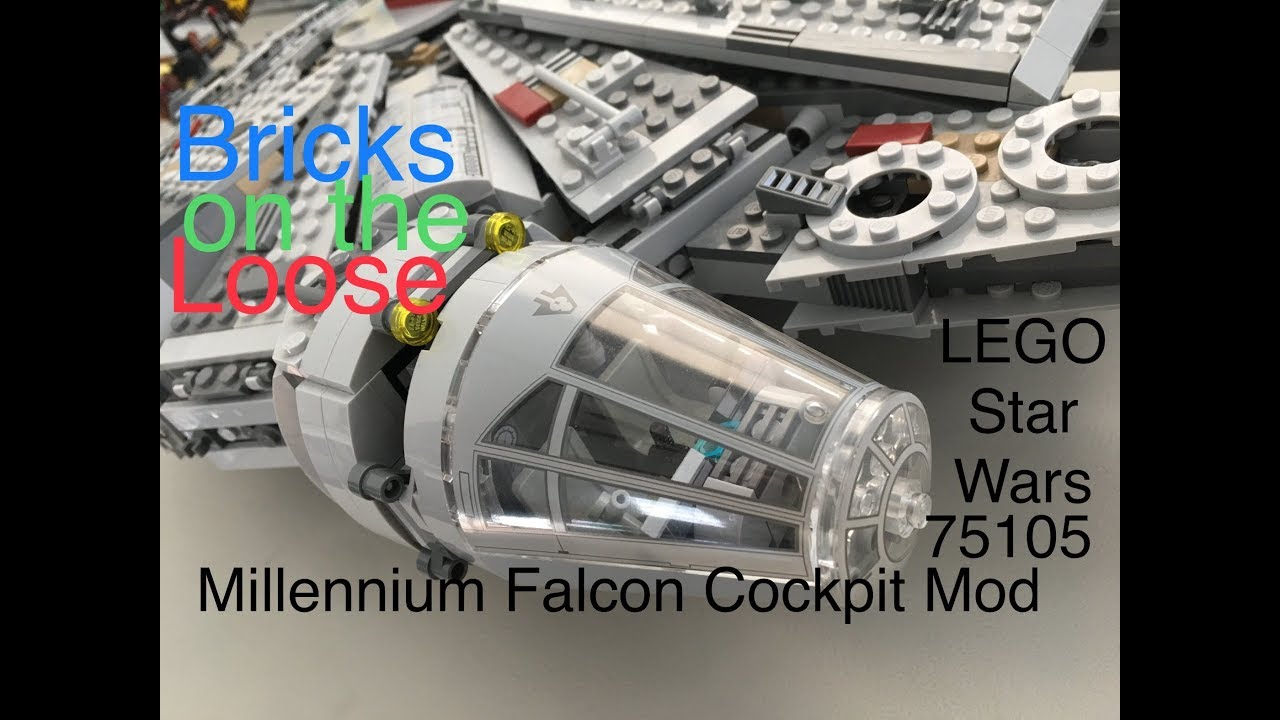 Bricks
on the
Loose
LEGO
Star
Wars
75105
Millennium Falcon Cockpit Mod